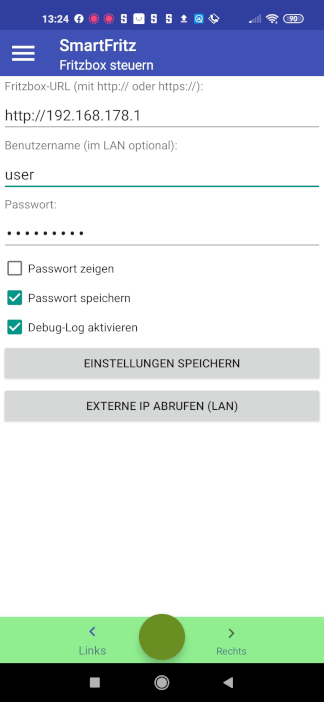 13:24
90
SmartFritz
Fritzbox steuern
Fritzbox-URL (mit http:// oder https://):
http://192.168.178.1
Benutzername (im LAN optional):
user
Passwort:
•••••••••
Passwort zeigen
Passwort speichern
Debug-Log aktivieren
EINSTELLUNGEN SPEICHERN
EXTERNE IP ABRUFEN (LAN)
Links
Rechts